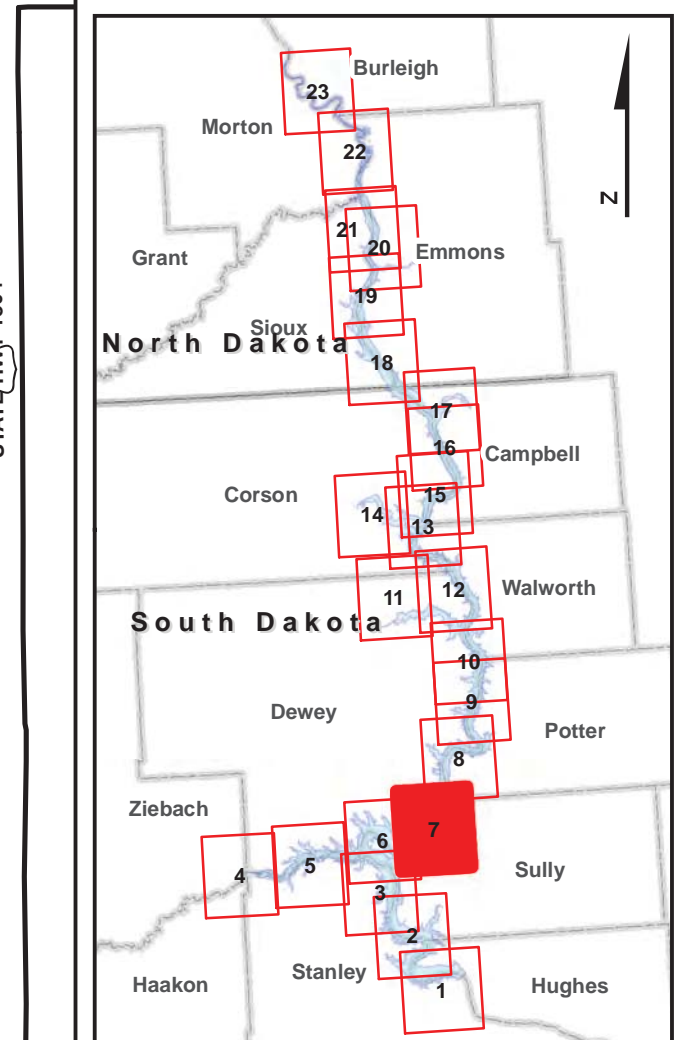 Burleigh
23
Morton
22
21
20
Emmons
Grant
19
Sioux
North Dakota
18
17
16
Campbell
Corson
15
14
13
11
12
Walworth
South Dakota
10
9
Dewey
Potter
8
Ziebach
7
6
5
4
Sully
3
2
Stanley
Haakon
1
Hughes
N